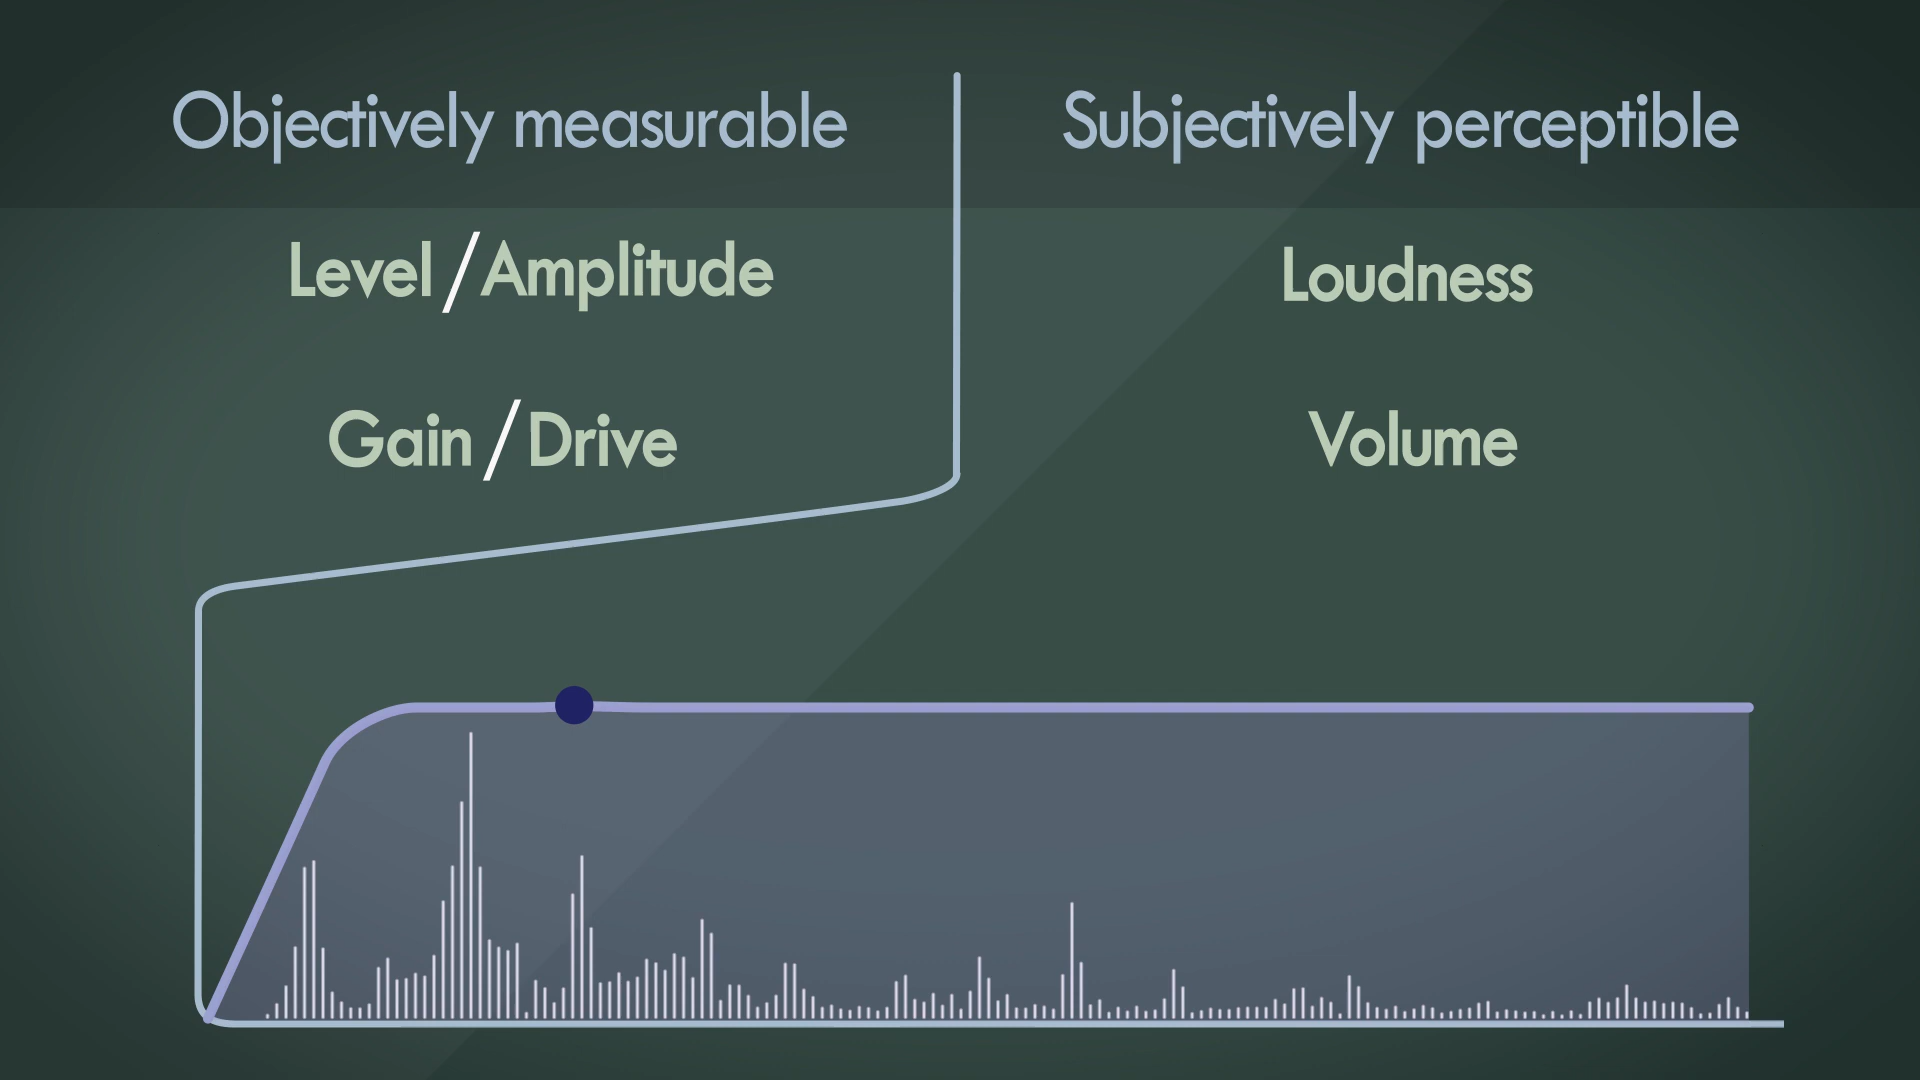 Objectively measurable
Subjectively perceptible
Level / Amplitude
Loudness
Gain / Drive
Volume